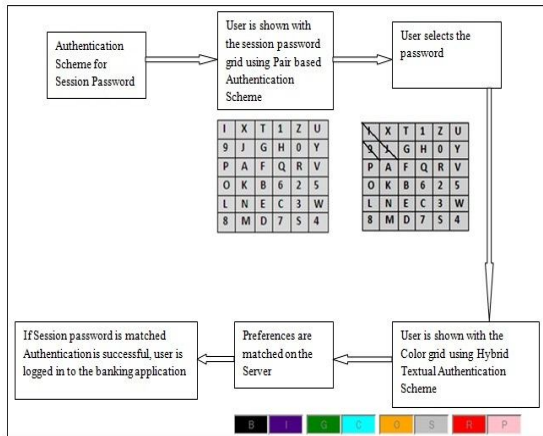 Authentication
Scheme for
Session Password
User is shown with
the session password
grid using Pair based
Authentication
Scheme
User selects the
password
I X T 1 Z U
9 J G H 0 Y
P A F Q R V
O K B 6 2 5
L N E C 3 W
8 M D 7 S 4
I X T 1 Z U
9 J G H 0 Y
P A F Q R V
O K B 6 2 5
L N E C 3 W
8 M D 7 S 4
If Session password is matched
Authentication is successful, user is
logged in to the banking application
Preferences are
matched on the
Server
User is shown with the
Color grid using Hybrid
Textual Authentication
Scheme
B I G C O S R P